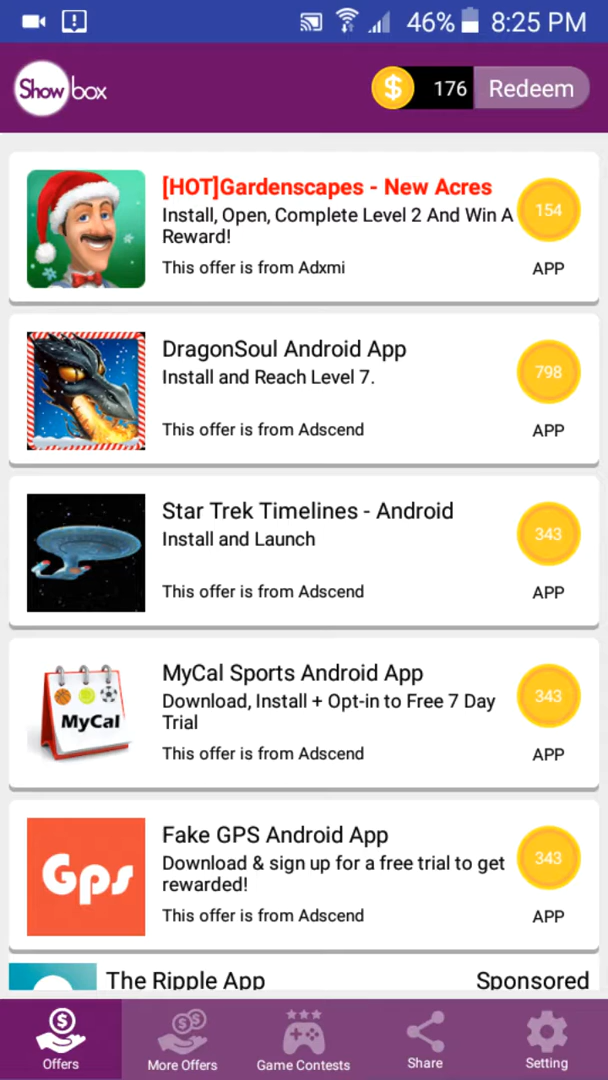 46% 8:25 PM
Show box
$ 176 Redeem
[HOT]Gardenscapes - New Acres
Install, Open, Complete Level 2 And Win A
Reward!
This offer is from Adxmi
154
APP
DragonSoul Android App
Install and Reach Level 7.
This offer is from Adscend
798
APP
Star Trek Timelines - Android
Install and Launch
This offer is from Adscend
343
APP
MyCal
MyCal Sports Android App
Download, Install + Opt-in to Free 7 Day
Trial
This offer is from Adscend
343
APP
Gps
Fake GPS Android App
Download & sign up for a free trial to get
rewarded!
This offer is from Adscend
343
APP
The Ripple App Sponsored
Offers
More Offers
Game Contests
Share
Setting